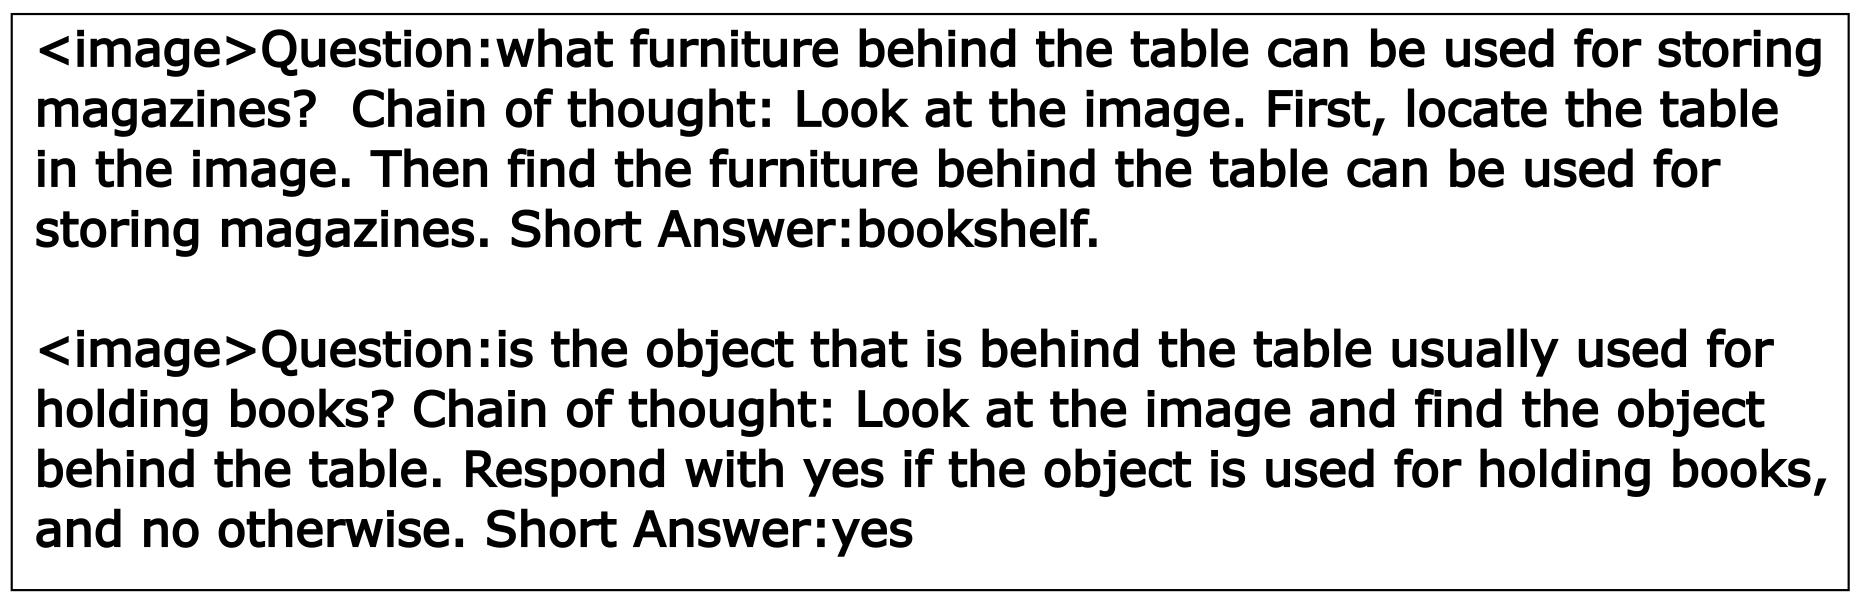 <image>Question:what furniture behind the table can be used for storing
magazines?  Chain of thought: Look at the image. First, locate the table
in the image. Then find the furniture behind the table can be used for
storing magazines. Short Answer:bookshelf.
<image>Question:is the object that is behind the table usually used for
holding books? Chain of thought: Look at the image and find the object
behind the table. Respond with yes if the object is used for holding books,
and no otherwise. Short Answer:yes